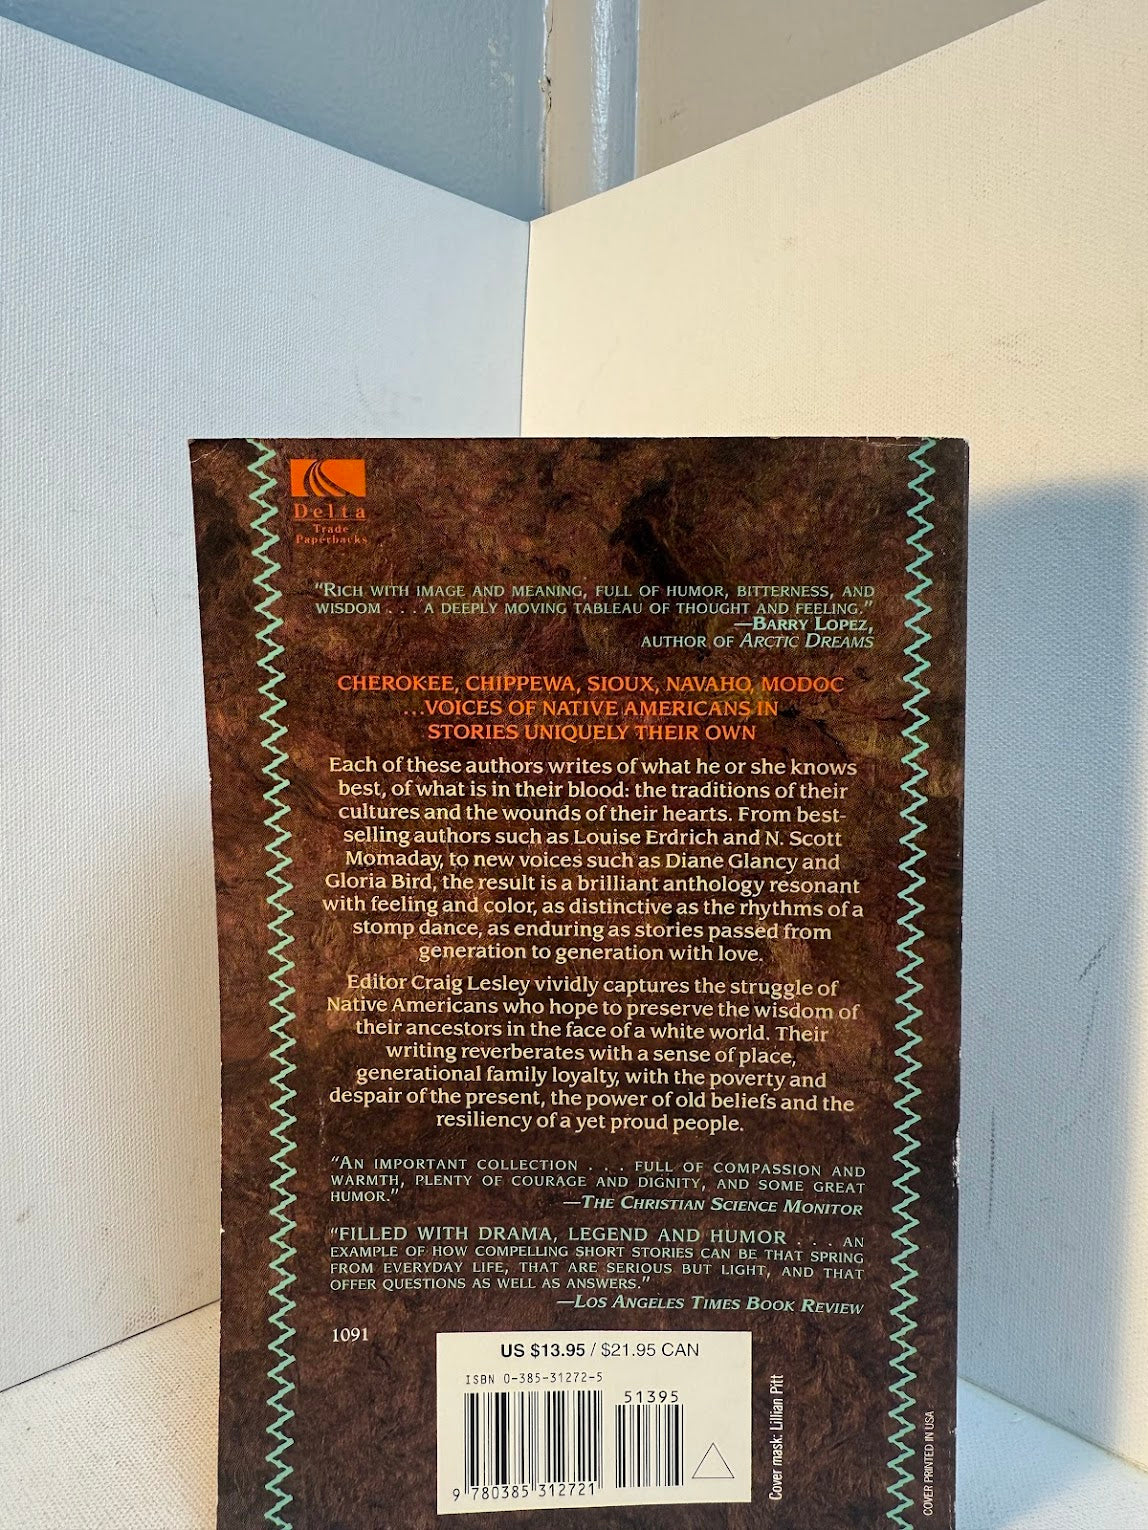 Delta
Trade
Paperbacks
"RICH WITH IMAGE AND MEANING, FULL OF HUMOR, BITTERNESS, AND
WISDOM . . . A DEEPLY MOVING TABLEAU OF THOUGHT AND FEELING."
—BARRY LOPEZ,
AUTHOR OF ARCTIC DREAMS
CHEROKEE, CHIPPEWA, SIOUX, NAVAHO, MODOC
...VOICES OF NATIVE AMERICANS IN
STORIES UNIQUELY THEIR OWN
Each of these authors writes of what he or she knows
best, of what is in their blood: the traditions of their
cultures and the wounds of their hearts. From best-
selling authors such as Louise Erdrich and N. Scott
Momaday, to new voices such as Diane Glancy and
Gloria Bird, the result is a brilliant anthology resonant
with feeling and color, as distinctive as the rhythms of a
stomp dance, as enduring as stories passed from
generation to generation with love.
Editor Craig Lesley vividly captures the struggle of
Native Americans who hope to preserve the wisdom of
their ancestors in the face of a white world. Their
writing reverberates with a sense of place,
generational family loyalty, with the poverty and
despair of the present, the power of old beliefs and the
resiliency of a yet proud people.
"AN IMPORTANT COLLECTION . . . FULL OF COMPASSION AND
WARMTH, PLENTY OF COURAGE AND DIGNITY, AND SOME GREAT
HUMOR."
—THE CHRISTIAN SCIENCE MONITOR
"FILLED WITH DRAMA, LEGEND AND HUMOR . . . AN
EXAMPLE OF HOW COMPELLING SHORT STORIES CAN BE THAT SPRING
FROM EVERYDAY LIFE, THAT ARE SERIOUS BUT LIGHT, AND THAT
OFFER QUESTIONS AS WELL AS ANSWERS."
—LOS ANGELES TIMES BOOK REVIEW
1091
US $13.95 / $21.95 CAN
ISBN 0-385-31272-5
51395
9 780385 312721
Cover mask: Lillian Pitt
COVER PRINTED IN USA